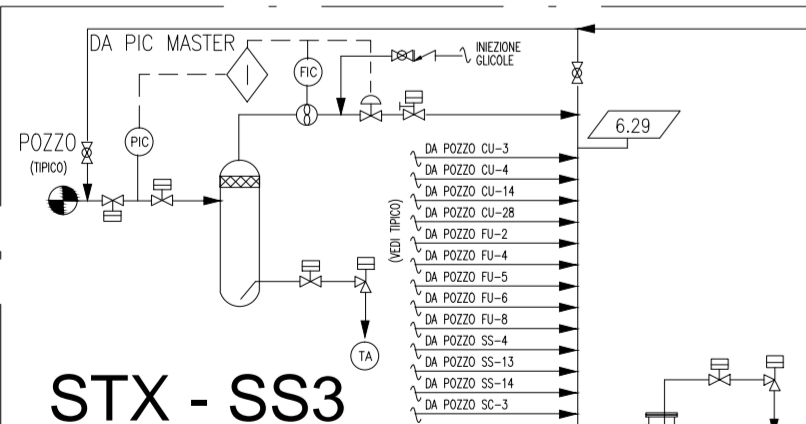 DA PIC MASTER
INIEZIONE
GLICOLE
FIC
I
6.29
POZZO
(TIPICO)
PIC
(VEDI TIPICO)
DA POZZO CU-3
DA POZZO CU-4
DA POZZO CU-14
DA POZZO CU-28
DA POZZO FU-2
DA POZZO FU-4
DA POZZO FU-5
DA POZZO FU-6
DA POZZO FU-8
DA POZZO SS-4
DA POZZO SS-13
DA POZZO SS-14
DA POZZO SC-3
TA
STX - SS3